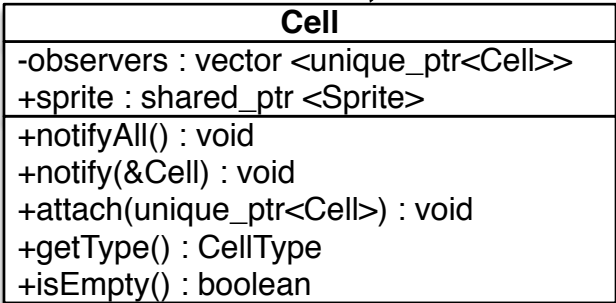 Cell
-observers : vector <unique_ptr<Cell>>
+sprite : shared_ptr <Sprite>
+notifyAll() : void
+notify(&Cell) : void
+attach(unique_ptr<Cell>) : void
+getType() : CellType
+isEmpty() : boolean